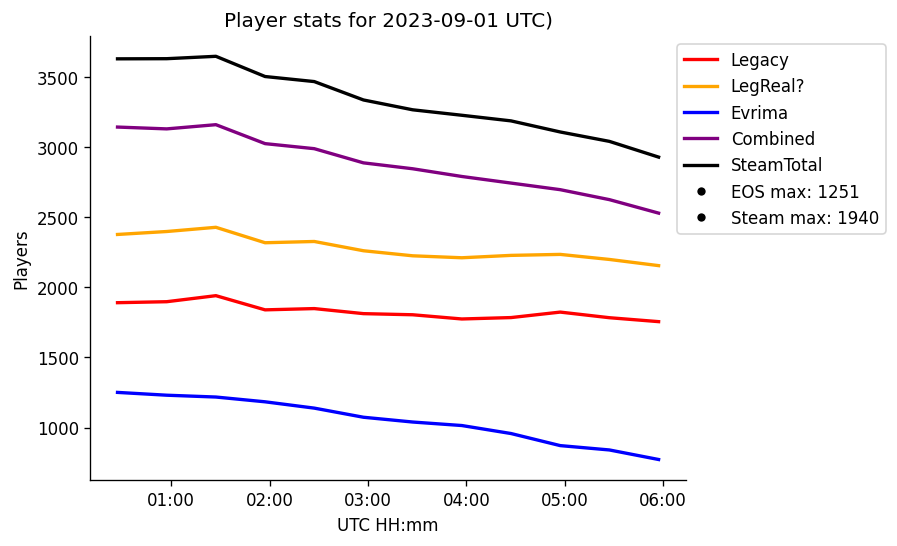 Player stats for 2023-09-01 UTC)
Players
3500
3000
2500
2000
1500
1000
01:00 02:00 03:00 04:00 05:00 06:00
UTC HH:mm
Legacy
LegReal?
Evrima
Combined
SteamTotal
EOS max: 1251
Steam max: 1940